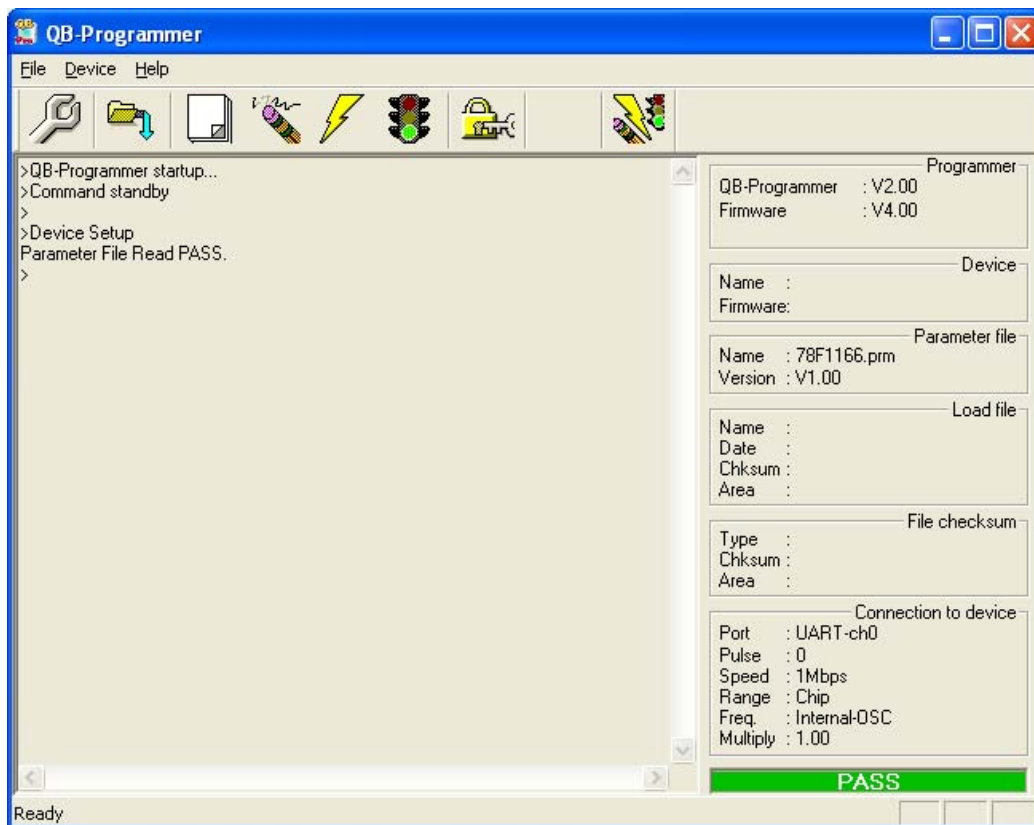 QB-Programmer
File Device Help
>QB-Programmer startup...
>Command standby
>
>Device Setup
Parameter File Read PASS.
>
Programmer
QB-Programmer : V2.00
Firmware : V4.00
Device
Name :
Firmware:
Parameter file
Name : 78F1166.prm
Version : V1.00
Load file
Name :
Date :
Chksum :
Area :
File checksum
Type :
Chksum :
Area :
Connection to device
Port : UART-ch0
Pulse : 0
Speed : 1Mbps
Range : Chip
Freq. : Internal-OSC
Multiply : 1.00
PASS
Ready